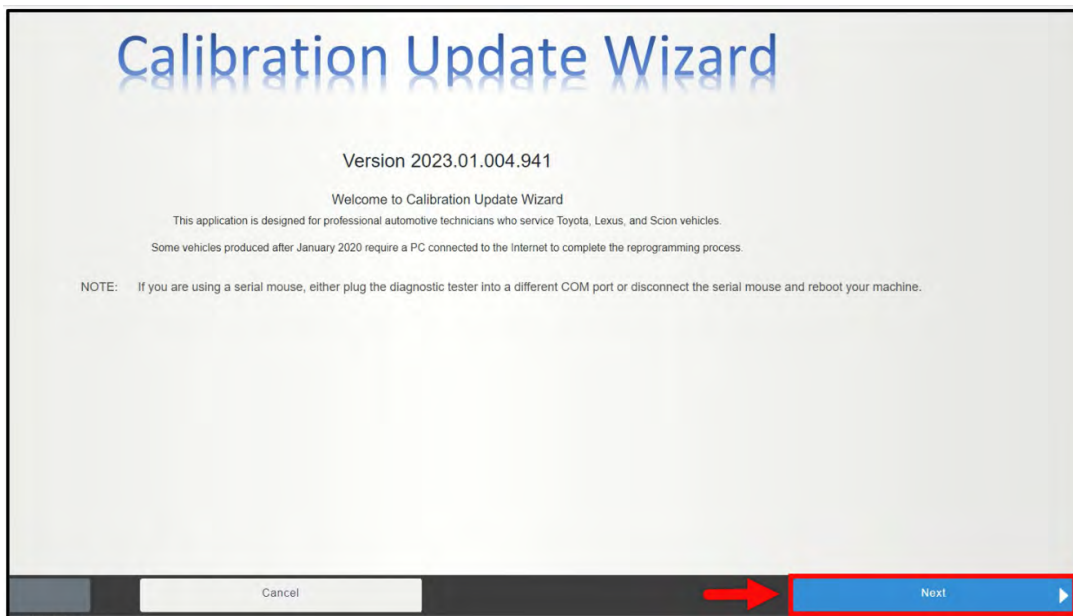 Calibration Update Wizard
Version 2023.01.004.941
Welcome to Calibration Update Wizard
This application is designed for professional automotive technicians who service Toyota, Lexus, and Scion vehicles.
Some vehicles produced after January 2020 require a PC connected to the Internet to complete the reprogramming process.
NOTE: If you are using a serial mouse, either plug the diagnostic tester into a different COM port or disconnect the serial mouse and reboot your machine.
Cancel Next